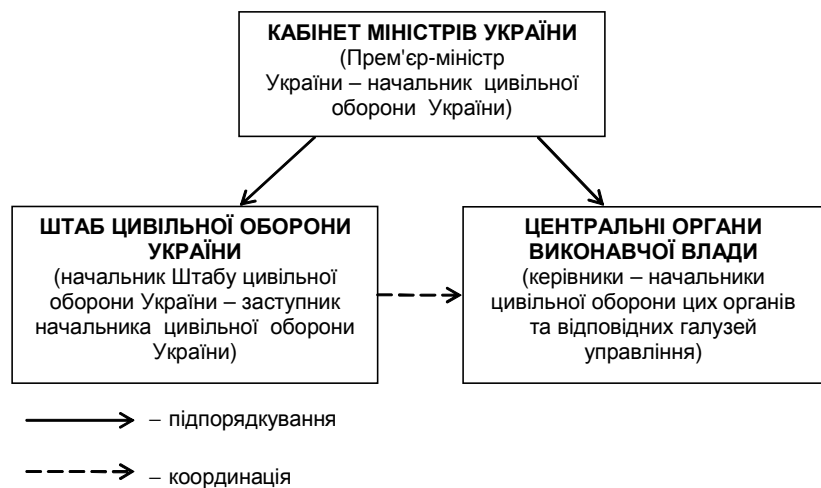 КАБІНЕТ МІНІСТРІВ УКРАЇНИ
(Прем'єр-міністр
України – начальник цивільної
оборони України)
ШТАБ ЦИВІЛЬНОЇ ОБОРОНИ
УКРАЇНИ
(начальник Штабу цивільної
оборони України – заступник
начальника цивільної оборони
України)
ЦЕНТРАЛЬНІ ОРГАНИ
ВИКОНАВЧОЇ ВЛАДИ
(керівники – начальники
цивільної оборони цих органів
та відповідних галузей
управління)
– підпорядкування
– координація